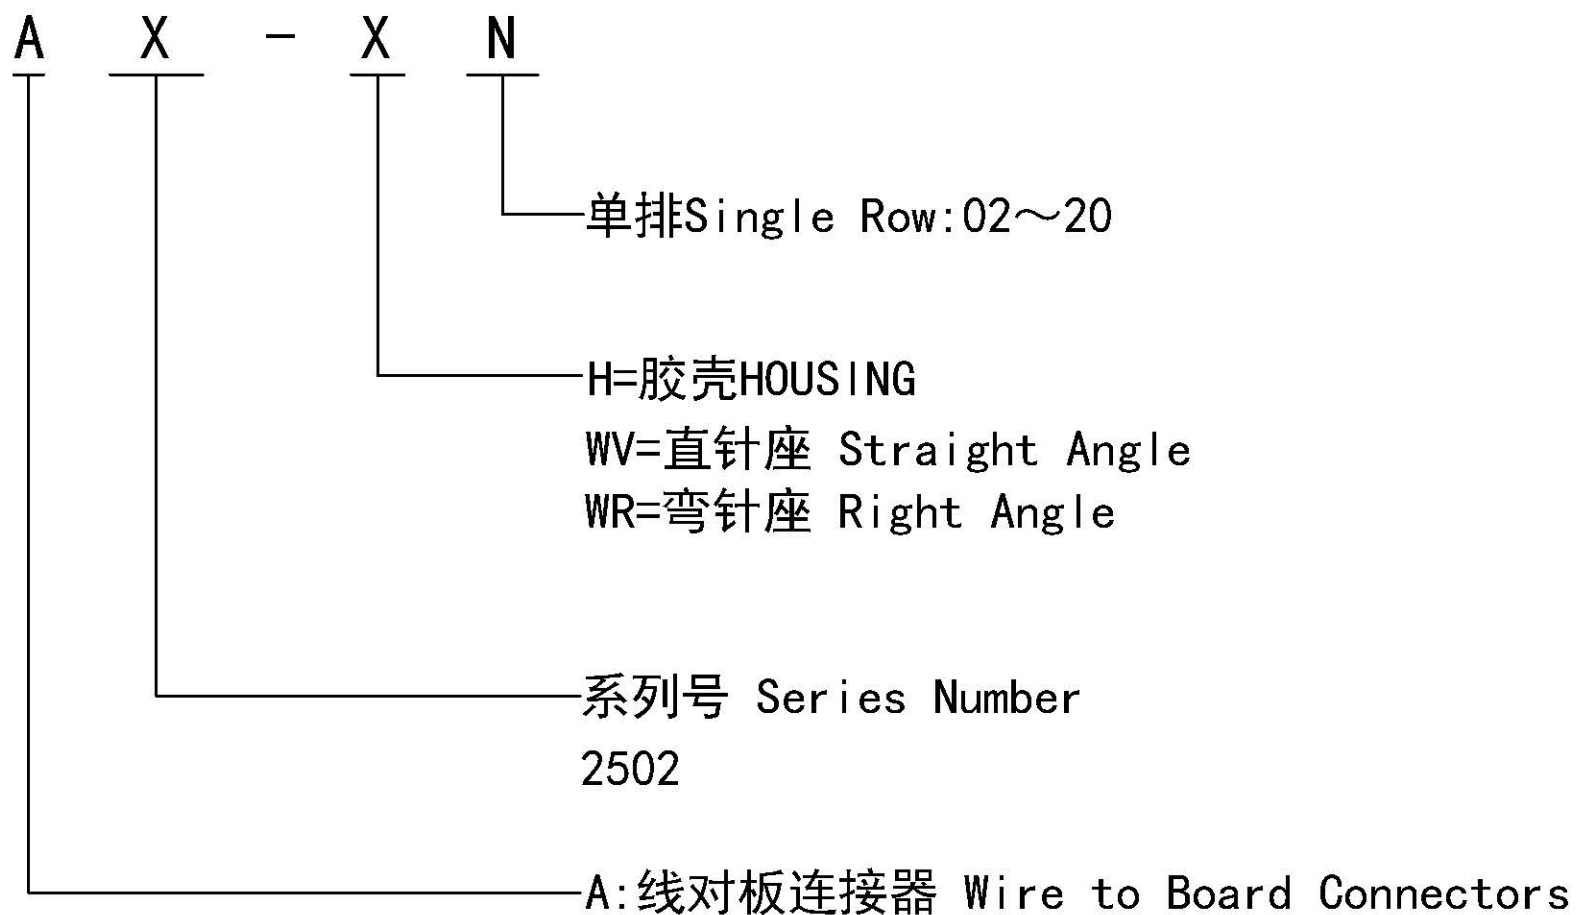 A X - X N
单排Single Row:02～20
H=胶壳HOUSING
WV=直针座 Straight Angle
WR=弯针座 Right Angle
系列号 Series Number
2502
A:线对板连接器 Wire to Board Connectors